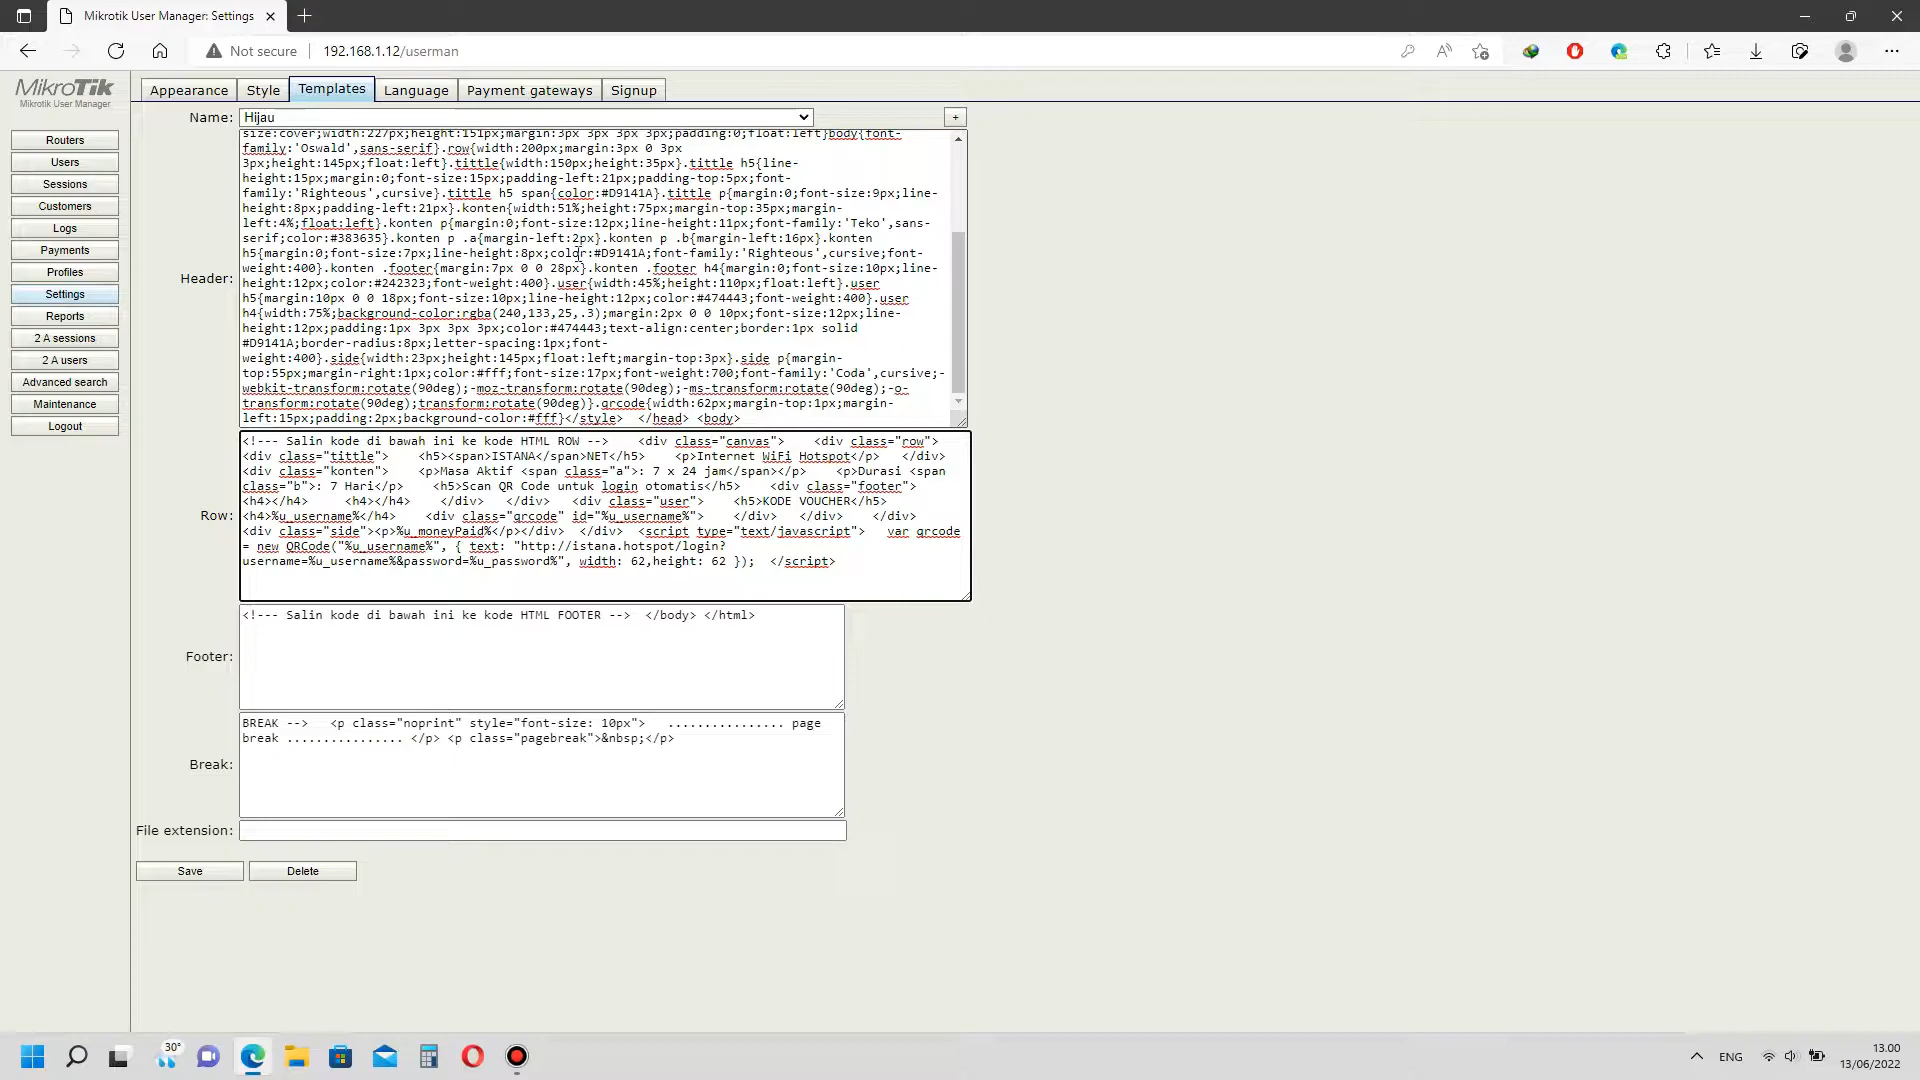 Mikrotik User Manager: Settings
Not secure
192.168.1.12/userman
MikroTik
Mikrotik User Manager
Routers
Users
Sessions
Customers
Logs
Payments
Profiles
Settings
Reports
2 A sessions
2 A users
Advanced search
Maintenance
Logout
Appearance
Style
Templates
Language
Payment gateways
Signup
Name:
Hijau
+
Header:
size:cover;width:227px;height:151px;margin:3px 3px 3px 3px;padding:0;float:left}body{font-
family:'Oswald',sans-serif}.row{width:200px;margin:3px 0 3px
3px;height:145px;float:left}.tittle{width:150px;height:35px}.tittle h5{line-
height:15px;margin:0;font-size:15px;padding-left:21px;padding-top:5px;font-
family:'Righteous',cursive}.tittle h5 span{color:#D9141A}.tittle p{margin:0;font-size:9px;line-
height:8px;padding-left:21px}.konten{width:51%;height:75px;margin-top:35px;margin-
left:4%;float:left}.konten p{margin:0;font-size:12px;line-height:11px;font-family:'Teko',sans-
serif;color:#383635}.konten p .a{margin-left:2px}.konten p .b{margin-left:16px}.konten
h5{margin:0;font-size:7px;line-height:8px;color:#D9141A;font-family:'Righteous',cursive;font-
weight:400}.konten .footer{margin:7px 0 0 28px}.konten .footer h4{margin:0;font-size:10px;line-
height:12px;color:#242323;font-weight:400}.user{width:45%;height:110px;float:left}.user
h5{margin:10px 0 0 18px;font-size:10px;line-height:12px;color:#474443;font-weight:400}.user
h4{width:75%;background-color:rgba(240,133,25,.3);margin:2px 0 0 10px;font-size:12px;line-
height:12px;padding:1px 3px 3px 3px;color:#474443;text-align:center;border:1px solid
#D9141A;border-radius:8px;letter-spacing:1px;font-
weight:400}.side{width:23px;height:145px;float:left;margin-top:3px}.side p{margin-
top:55px;margin-right:1px;color:#fff;font-size:17px;font-weight:700;font-family:'Coda',cursive;-
webkit-transform:rotate(90deg);-moz-transform:rotate(90deg);-ms-transform:rotate(90deg);-o-
transform:rotate(90deg);transform:rotate(90deg)}.qrcode{width:62px;margin-top:1px;margin-
left:15px;padding:2px;background-color:#fff}</style> </head> <body>
Row:
<!--- Salin kode di bawah ini ke kode HTML ROW --> <div class="canvas"> <div class="row">
<div class="tittle"> <h5><span>ISTANA</span>NET</h5> <p>Internet WiFi Hotspot</p> </div>
<div class="konten"> <p>Masa Aktif <span class="a">: 7 x 24 jam</span></p> <p>Durasi <span
class="b">: 7 Hari</p> <h5>Scan QR Code untuk login otomatis</h5> <div class="footer">
<h4></h4> <h4></h4> </div> </div> <div class="user"> <h5>KODE VOUCHER</h5>
<h4>%u_username%</h4> <div class="qrcode" id="%u_username%"> </div> </div> </div>
<div class="side"><p>%u_moneyPaid%</p></div> </div> <script type="text/javascript"> var qrcode
= new QRCode("%u_username%", { text: "http://istana.hotspot/login?
username=%u_username%&password=%u_password%", width: 62,height: 62 }); </script>
Footer:
<!--- Salin kode di bawah ini ke kode HTML FOOTER --> </body> </html>
Break:
BREAK --> <p class="noprint" style="font-size: 10px"> ................ page
break ................ </p> <p class="pagebreak">&nbsp;</p>
File extension:
Save
Delete
30°
ENG
13.00
13/06/2022